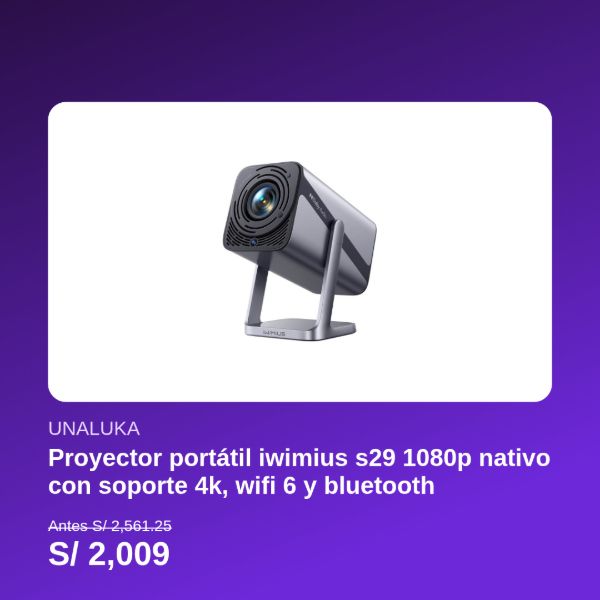 IWIMIUS
UNALUKA
Proyector portátil iwimius s29 1080p nativo
con soporte 4k, wifi 6 y bluetooth
Antes S/ 2,561.25
S/ 2,009